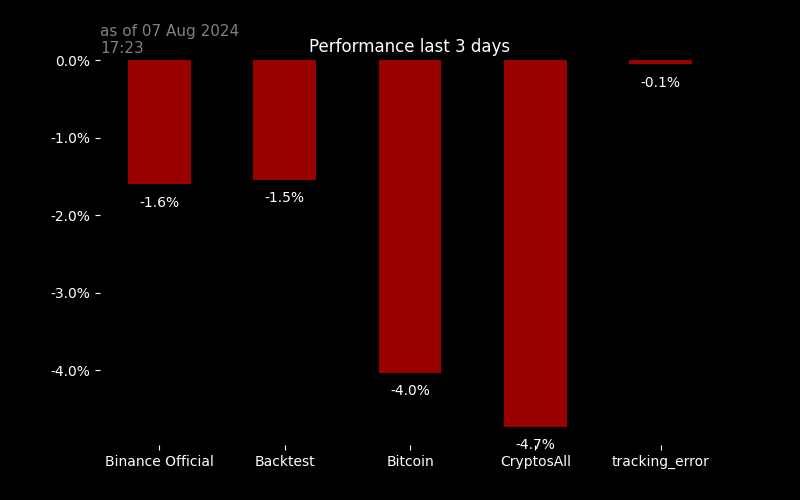 as of 07 Aug 2024
17:23
Performance last 3 days
0.0%
-1.0%
-2.0%
-3.0%
-4.0%
-1.6%
-1.5%
-4.0%
-4.7%
-0.1%
Binance Official
Backtest
Bitcoin
CryptosAll
tracking_error